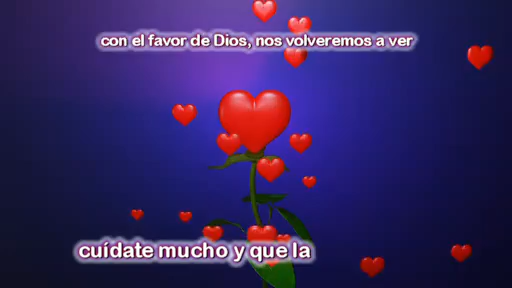 con el favor de Dios, nos volveremos a ver
cuídate mucho y que la